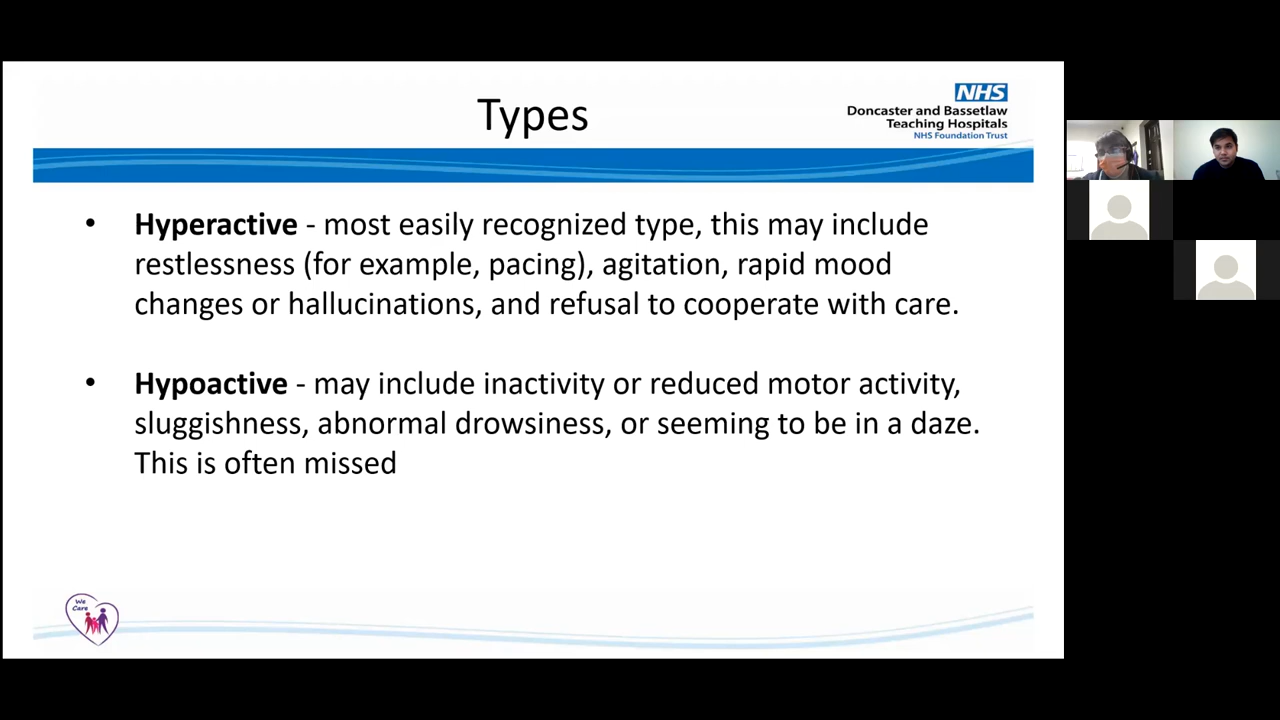 Types
NHS
Doncaster and Bassetlaw
Teaching Hospitals
NHS Foundation Trust
• Hyperactive - most easily recognized type, this may include
restlessness (for example, pacing), agitation, rapid mood
changes or hallucinations, and refusal to cooperate with care.
• Hypoactive - may include inactivity or reduced motor activity,
sluggishness, abnormal drowsiness, or seeming to be in a daze.
This is often missed
We
Care